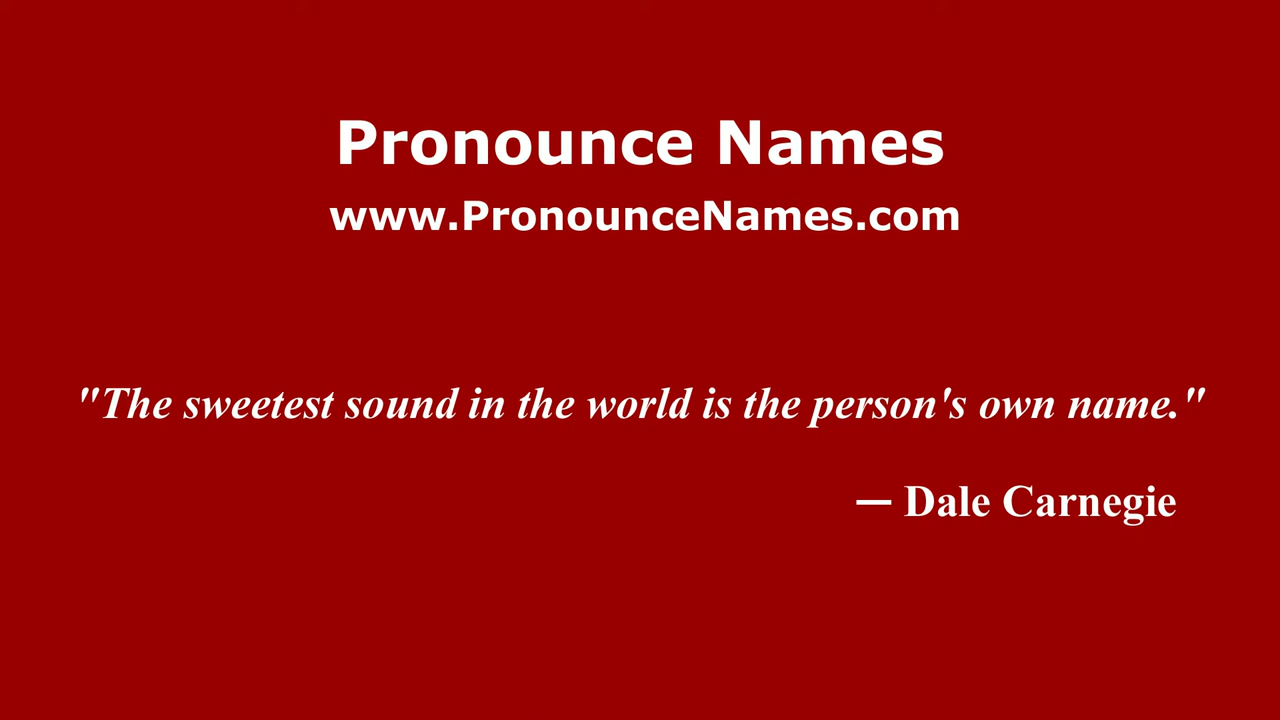 Pronounce Names
www.PronounceNames.com
"The sweetest sound in the world is the person's own name."
— Dale Carnegie